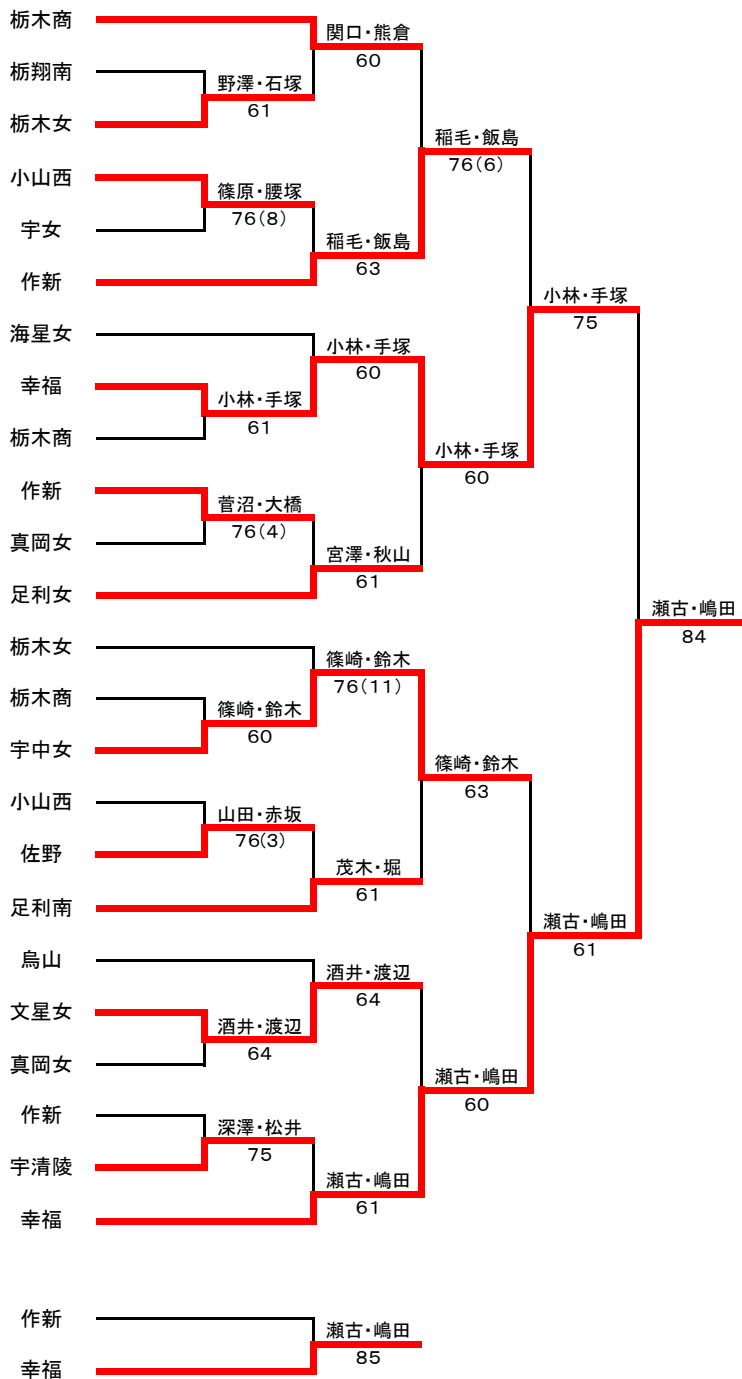 栃木商
関口・熊倉
60
栃翔南
野澤・石塚
61
栃木女
稲毛・飯島
76(6)
小山西
篠原・腰塚
76(8)
宇女
稲毛・飯島
63
作新
小林・手塚
75
海星女
小林・手塚
60
幸福
小林・手塚
61
栃木商
小林・手塚
60
作新
菅沼・大橋
76(4)
真岡女
宮澤・秋山
61
足利女
瀬古・嶋田
84
栃木女
篠崎・鈴木
76(11)
栃木商
篠崎・鈴木
60
宇中女
篠崎・鈴木
63
小山西
山田・赤坂
76(3)
佐野
茂木・堀
61
足利南
瀬古・嶋田
61
烏山
酒井・渡辺
64
文星女
酒井・渡辺
64
真岡女
瀬古・嶋田
60
作新
深澤・松井
75
宇清陵
瀬古・嶋田
61
幸福
作新
瀬古・嶋田
85
幸福